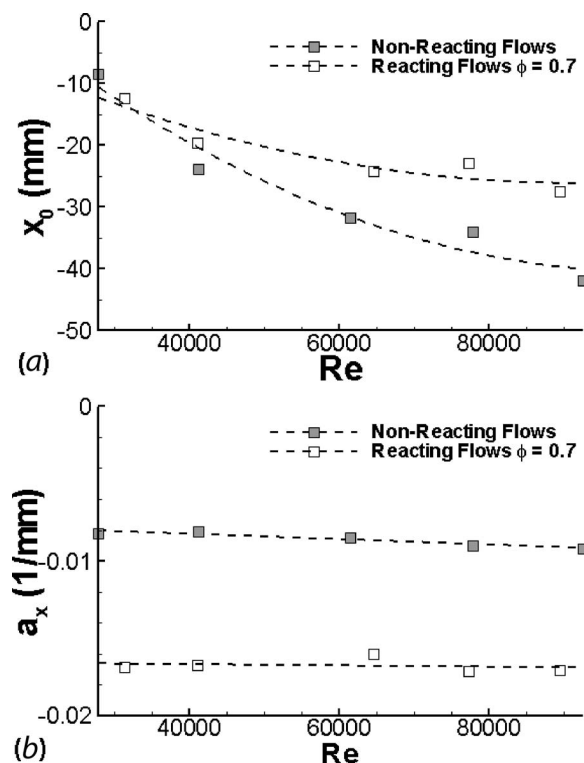 0
-10
-20
-30
-40
-50
X0 (mm)
Non-Reacting Flows
Reacting Flows ϕ = 0.7
40000 60000 80000
Re
(a)
0
-0.01
-0.02
ax (1/mm)
Non-Reacting Flows
Reacting Flows ϕ = 0.7
40000 60000 80000
Re
(b)